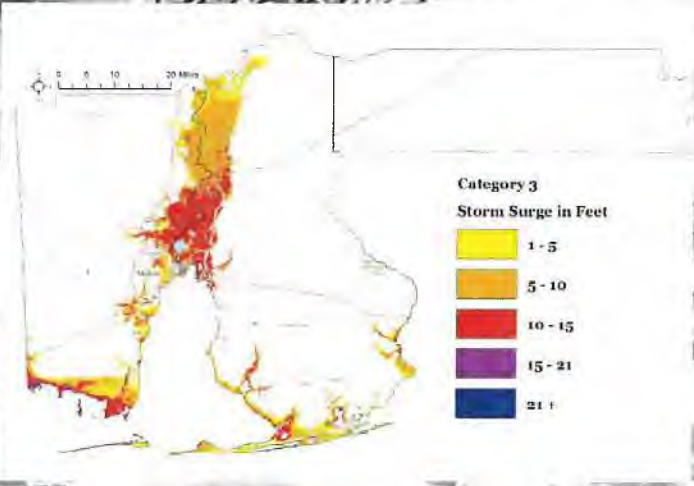 0 5 10 20 Miles
Category 3
Storm Surge in Feet
1 - 5
5 - 10
10 - 15
15 - 21
21 +